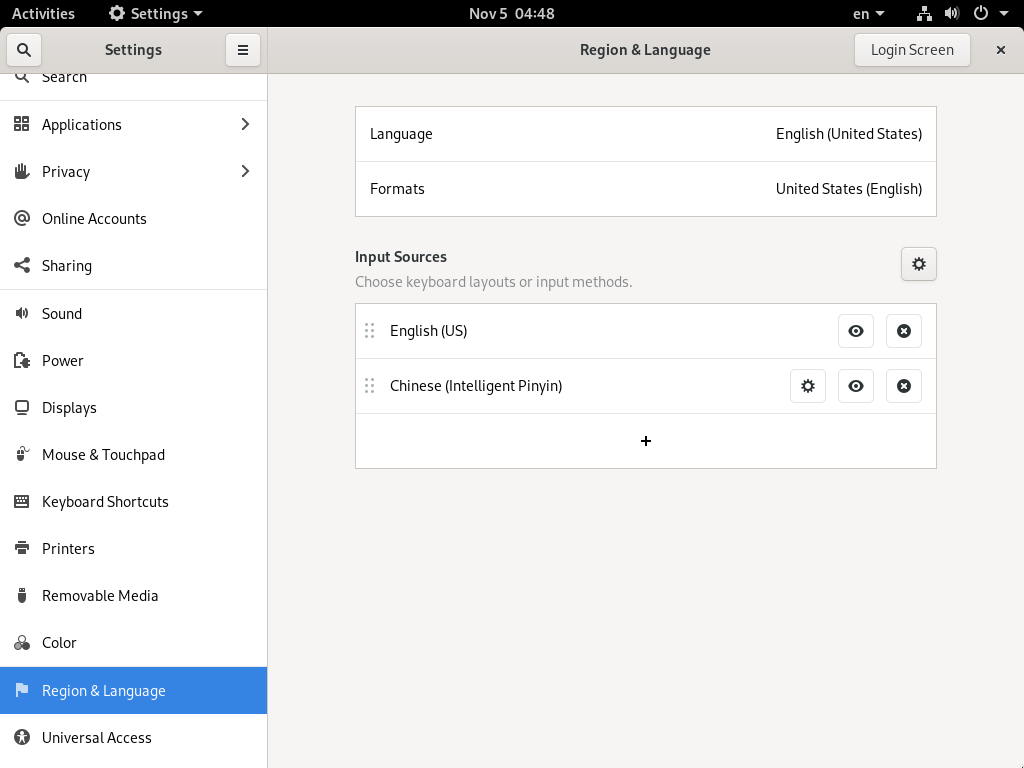 Activities Settings Nov 5 04:48 en
Settings Region & Language Login Screen
Search
Applications
Privacy
Online Accounts
Sharing
Sound
Power
Displays
Mouse & Touchpad
Keyboard Shortcuts
Printers
Removable Media
Color
Region & Language
Universal Access
Language English (United States)
Formats United States (English)
Input Sources
Choose keyboard layouts or input methods.
English (US)
Chinese (Intelligent Pinyin)